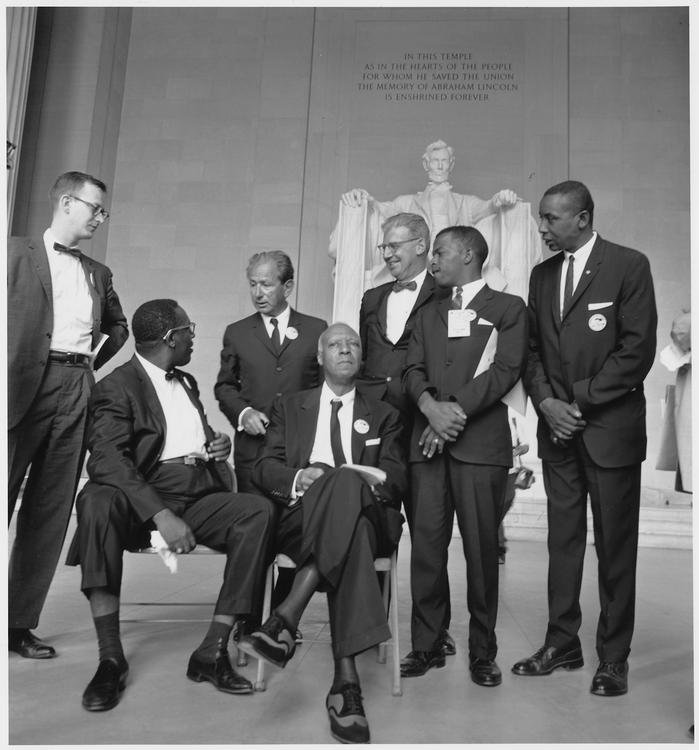 IN THIS TEMPLE
AS IN THE HEARTS OF THE PEOPLE
FOR WHOM HE SAVED THE UNION
THE MEMORY OF ABRAHAM LINCOLN
IS ENSHRINED FOREVER